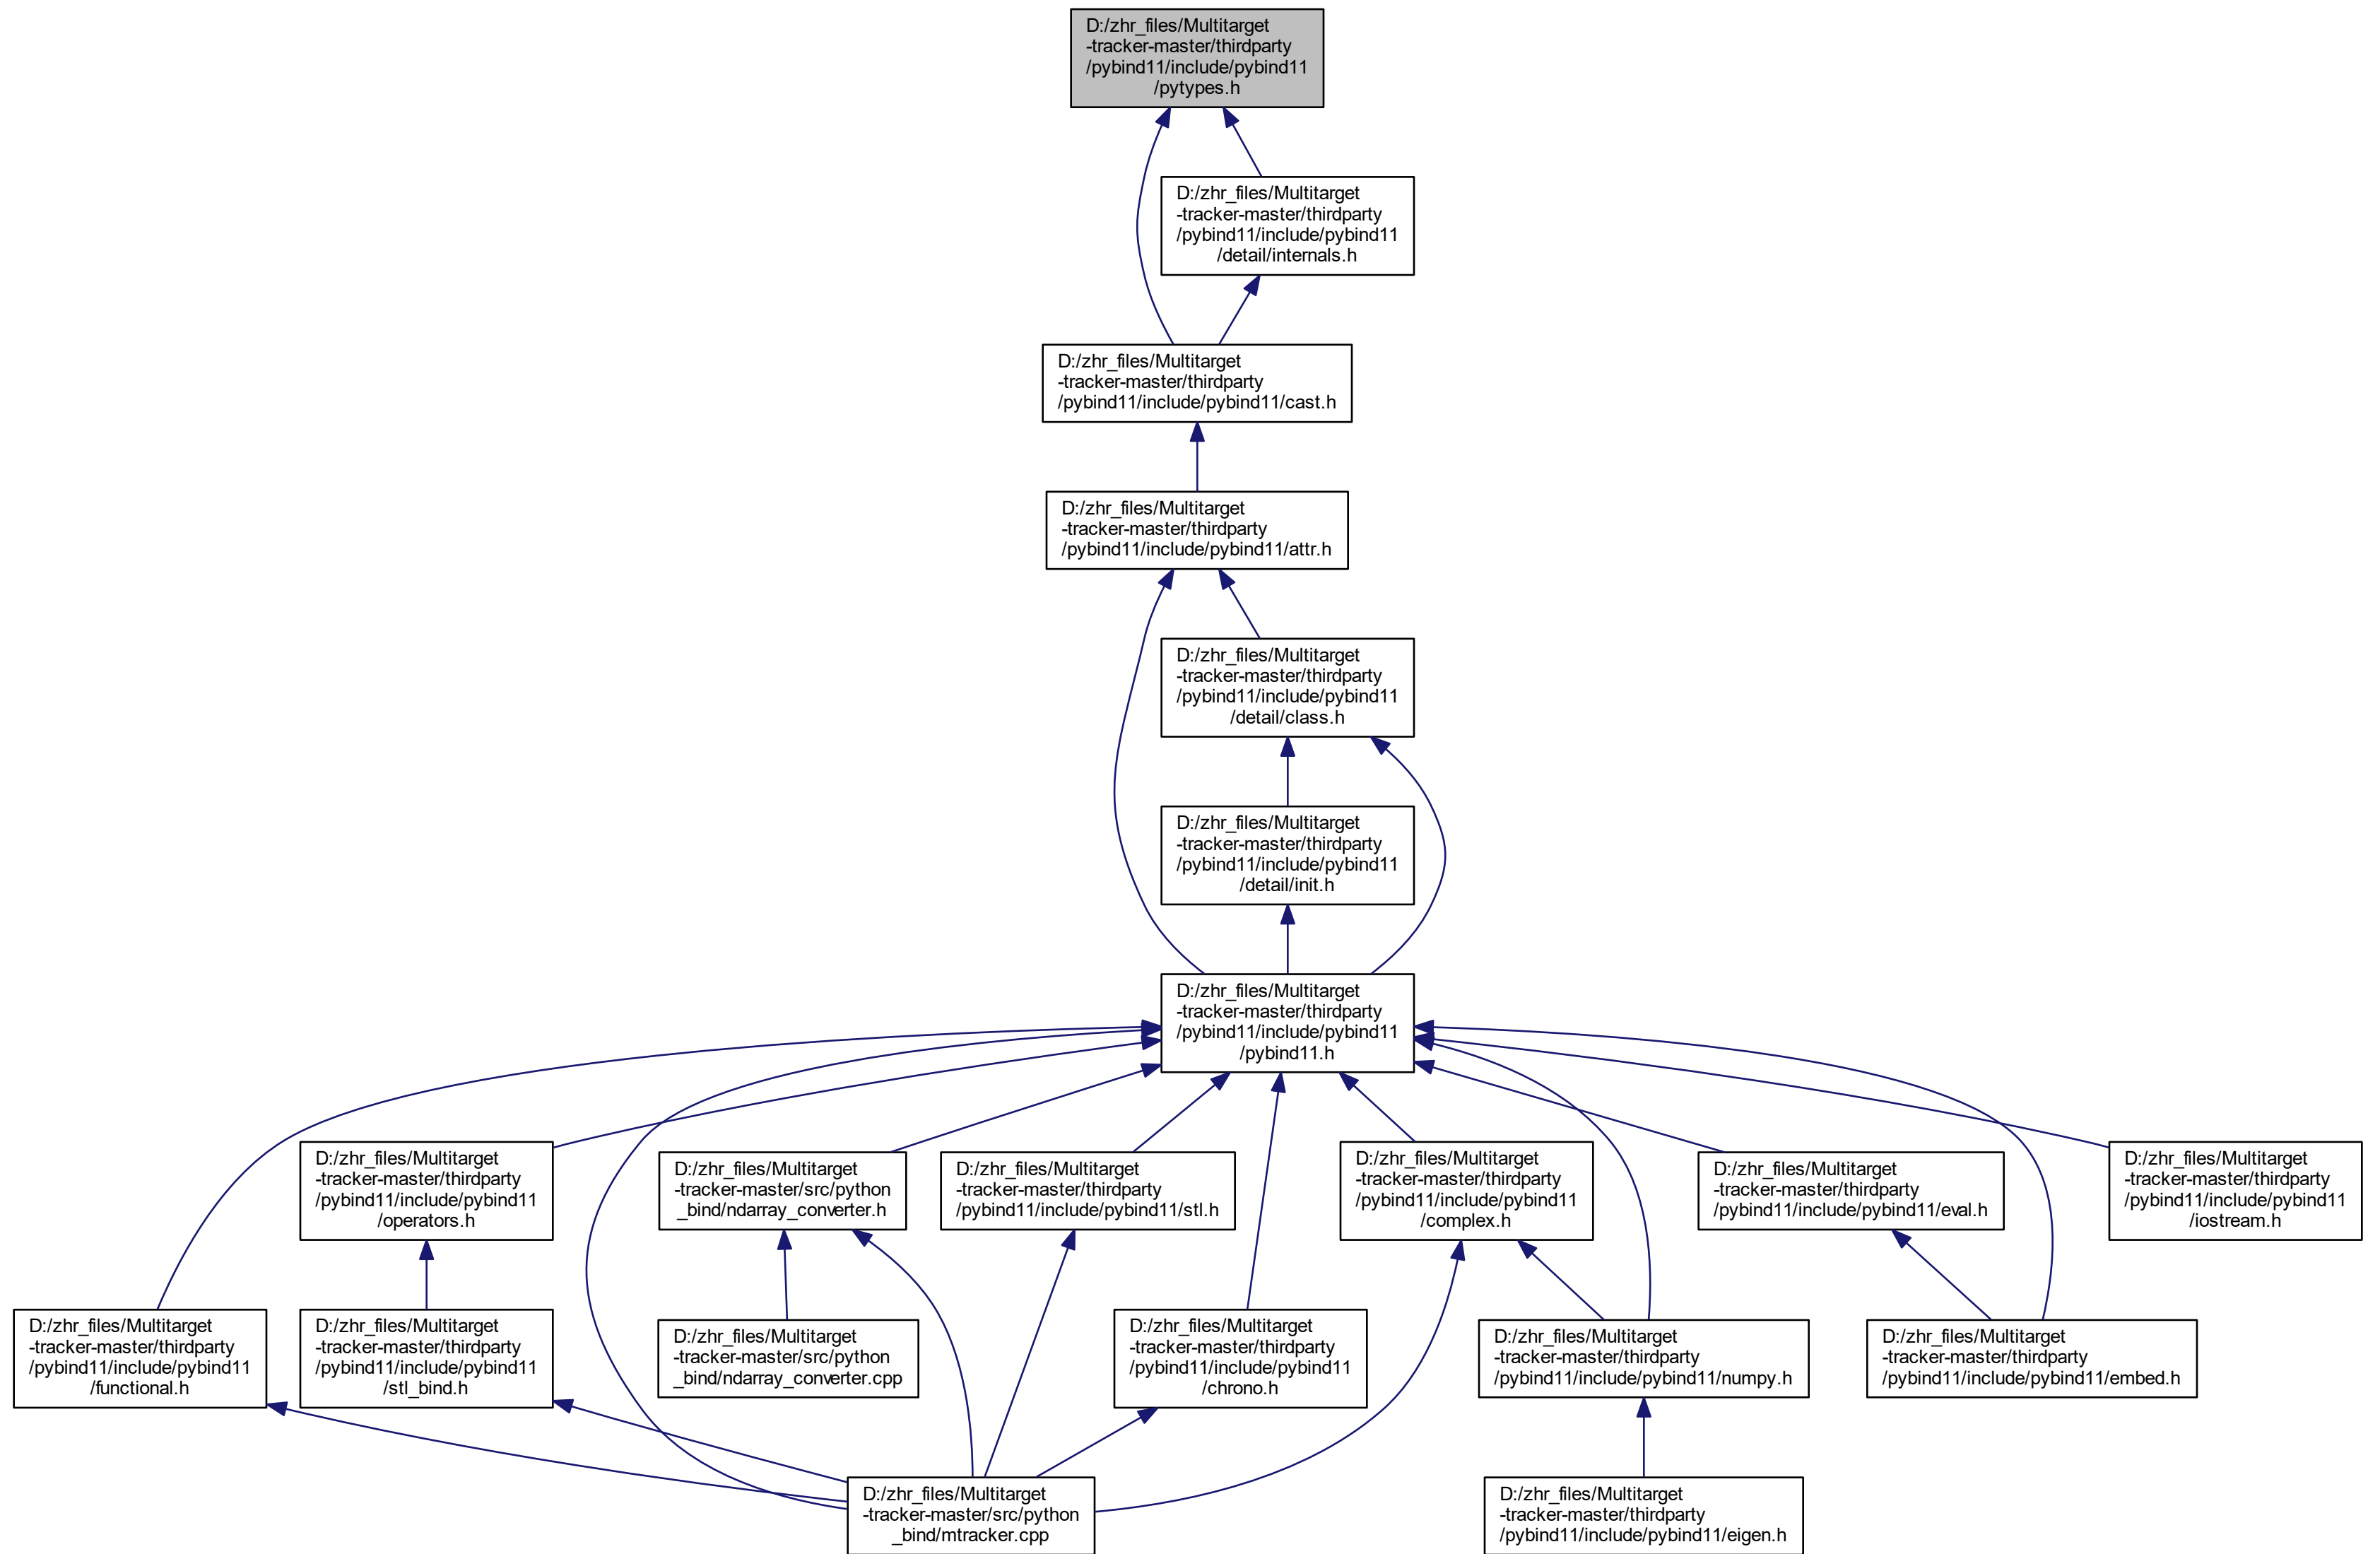 D:/zhr_files/Multitarget
-tracker-master/thirdparty
/pybind11/include/pybind11
/pytypes.h
D:/zhr_files/Multitarget
-tracker-master/thirdparty
/pybind11/include/pybind11
/detail/internals.h
D:/zhr_files/Multitarget
-tracker-master/thirdparty
/pybind11/include/pybind11/cast.h
D:/zhr_files/Multitarget
-tracker-master/thirdparty
/pybind11/include/pybind11/attr.h
D:/zhr_files/Multitarget
-tracker-master/thirdparty
/pybind11/include/pybind11
/detail/class.h
D:/zhr_files/Multitarget
-tracker-master/thirdparty
/pybind11/include/pybind11
/detail/init.h
D:/zhr_files/Multitarget
-tracker-master/thirdparty
/pybind11/include/pybind11
/pybind11.h
D:/zhr_files/Multitarget
-tracker-master/thirdparty
/pybind11/include/pybind11
/operators.h
D:/zhr_files/Multitarget
-tracker-master/src/python
_bind/ndarray_converter.h
D:/zhr_files/Multitarget
-tracker-master/thirdparty
/pybind11/include/pybind11/stl.h
D:/zhr_files/Multitarget
-tracker-master/thirdparty
/pybind11/include/pybind11
/complex.h
D:/zhr_files/Multitarget
-tracker-master/thirdparty
/pybind11/include/pybind11/eval.h
D:/zhr_files/Multitarget
-tracker-master/thirdparty
/pybind11/include/pybind11
/iostream.h
D:/zhr_files/Multitarget
-tracker-master/thirdparty
/pybind11/include/pybind11
/functional.h
D:/zhr_files/Multitarget
-tracker-master/thirdparty
/pybind11/include/pybind11
/stl_bind.h
D:/zhr_files/Multitarget
-tracker-master/src/python
_bind/ndarray_converter.cpp
D:/zhr_files/Multitarget
-tracker-master/thirdparty
/pybind11/include/pybind11
/chrono.h
D:/zhr_files/Multitarget
-tracker-master/thirdparty
/pybind11/include/pybind11/numpy.h
D:/zhr_files/Multitarget
-tracker-master/thirdparty
/pybind11/include/pybind11/embed.h
D:/zhr_files/Multitarget
-tracker-master/src/python
_bind/mtracker.cpp
D:/zhr_files/Multitarget
-tracker-master/thirdparty
/pybind11/include/pybind11/eigen.h